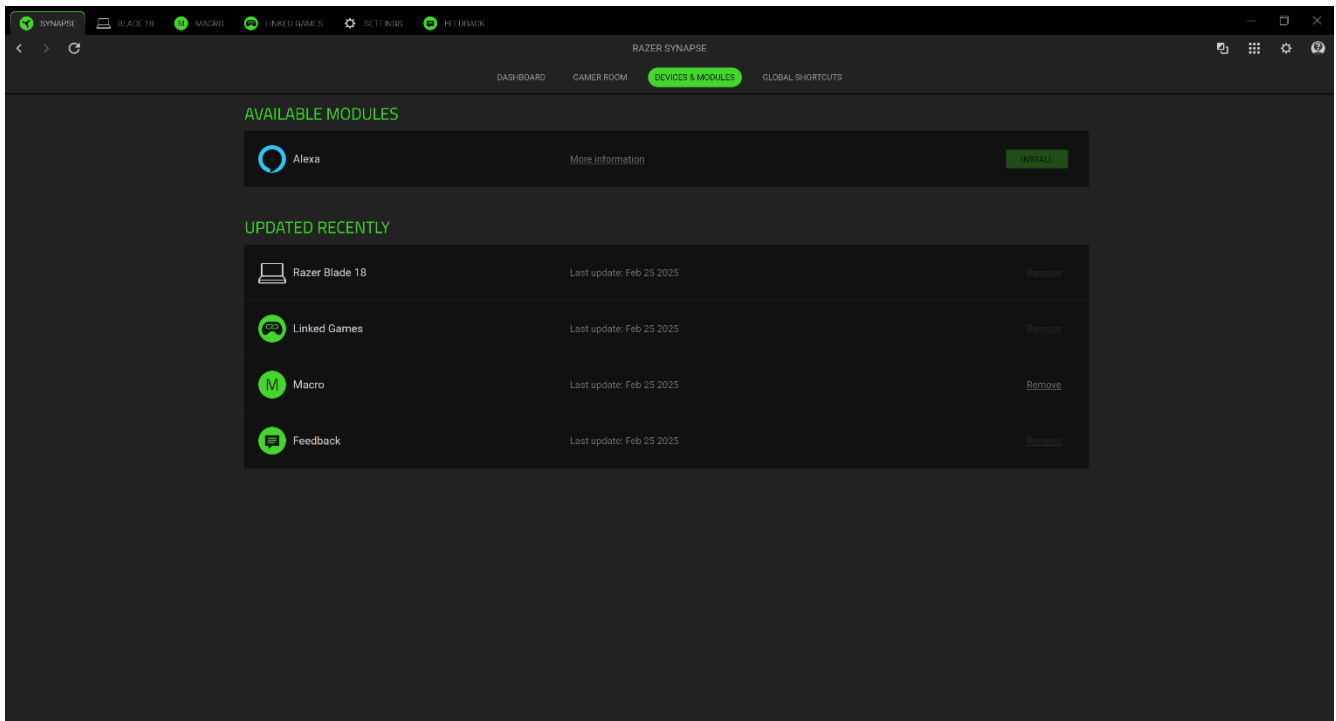 SYNAPSE BLADE 18 M MACRO LINKED GAMES SETTINGS FEEDBACK
RAZER SYNAPSE
DASHBOARD GAMER ROOM DEVICES & MODULES GLOBAL SHORTCUTS
AVAILABLE MODULES
Alexa More information INSTALL
UPDATED RECENTLY
Razer Blade 18 Last update: Feb 25 2025 Remove
Linked Games Last update: Feb 25 2025 Remove
M Macro Last update: Feb 25 2025 Remove
Feedback Last update: Feb 25 2025 Remove